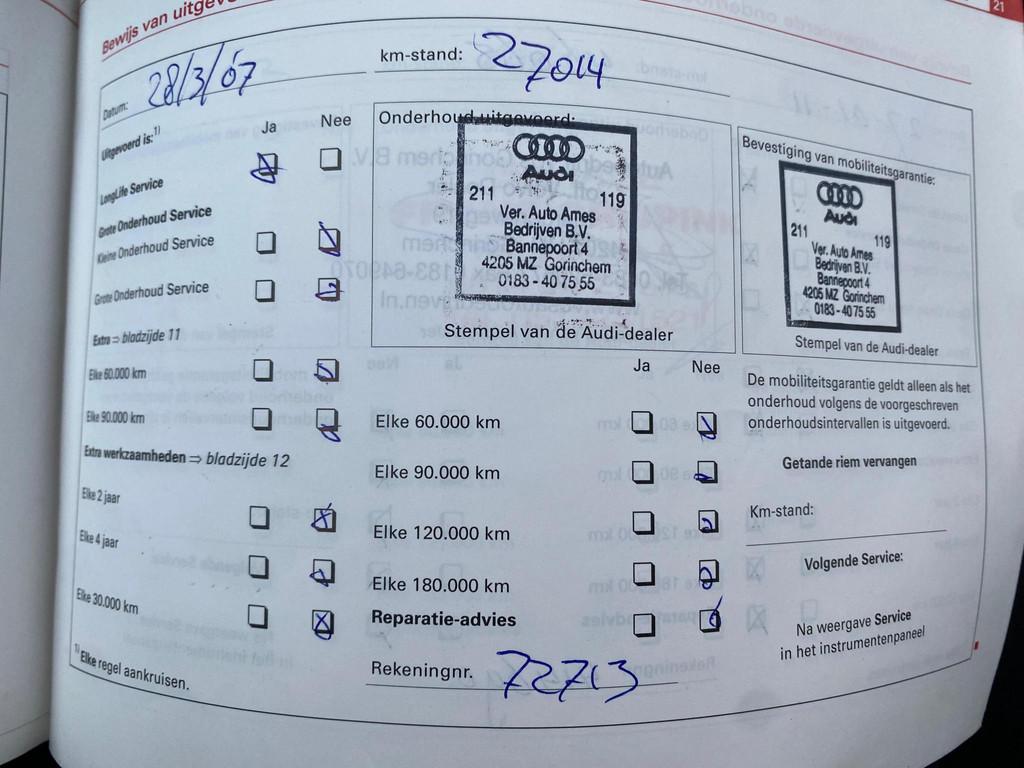 21
Bewijs van uitgev
Datum: 28/3/07
km-stand: 27014
Uitgevoerd is:¹⁾
Ja Nee
LongLife Service
Grote Onderhoud Service
Kleine Onderhoud Service
Grote Onderhoud Service
Extra ⇒ bladzijde 11
Elke 60.000 km
Elke 90.000 km
Extra werkzaamheden ⇒ bladzijde 12
Elke 2 jaar
Elke 4 jaar
Elke 30.000 km
¹⁾ Elke regel aankruisen.
Onderhoud uitgevoerd:
Audi
211 119
Ver. Auto Ames
Bedrijven B.V.
Bannepoort 4
4205 MZ Gorinchem
0183 - 40 75 55
Stempel van de Audi-dealer
Ja Nee
Elke 60.000 km
Elke 90.000 km
Elke 120.000 km
Elke 180.000 km
Reparatie-advies
Rekeningnr. 72713
Bevestiging van mobiliteitsgarantie:
Audi
211 119
Ver. Auto Ames
Bedrijven B.V.
Bannepoort 4
4205 MZ Gorinchem
0183 - 40 75 55
Stempel van de Audi-dealer
De mobiliteitsgarantie geldt alleen als het
onderhoud volgens de voorgeschreven
onderhoudsintervallen is uitgevoerd.
Getande riem vervangen
Km-stand:
Volgende Service:
Na weergave Service
in het instrumentenpaneel